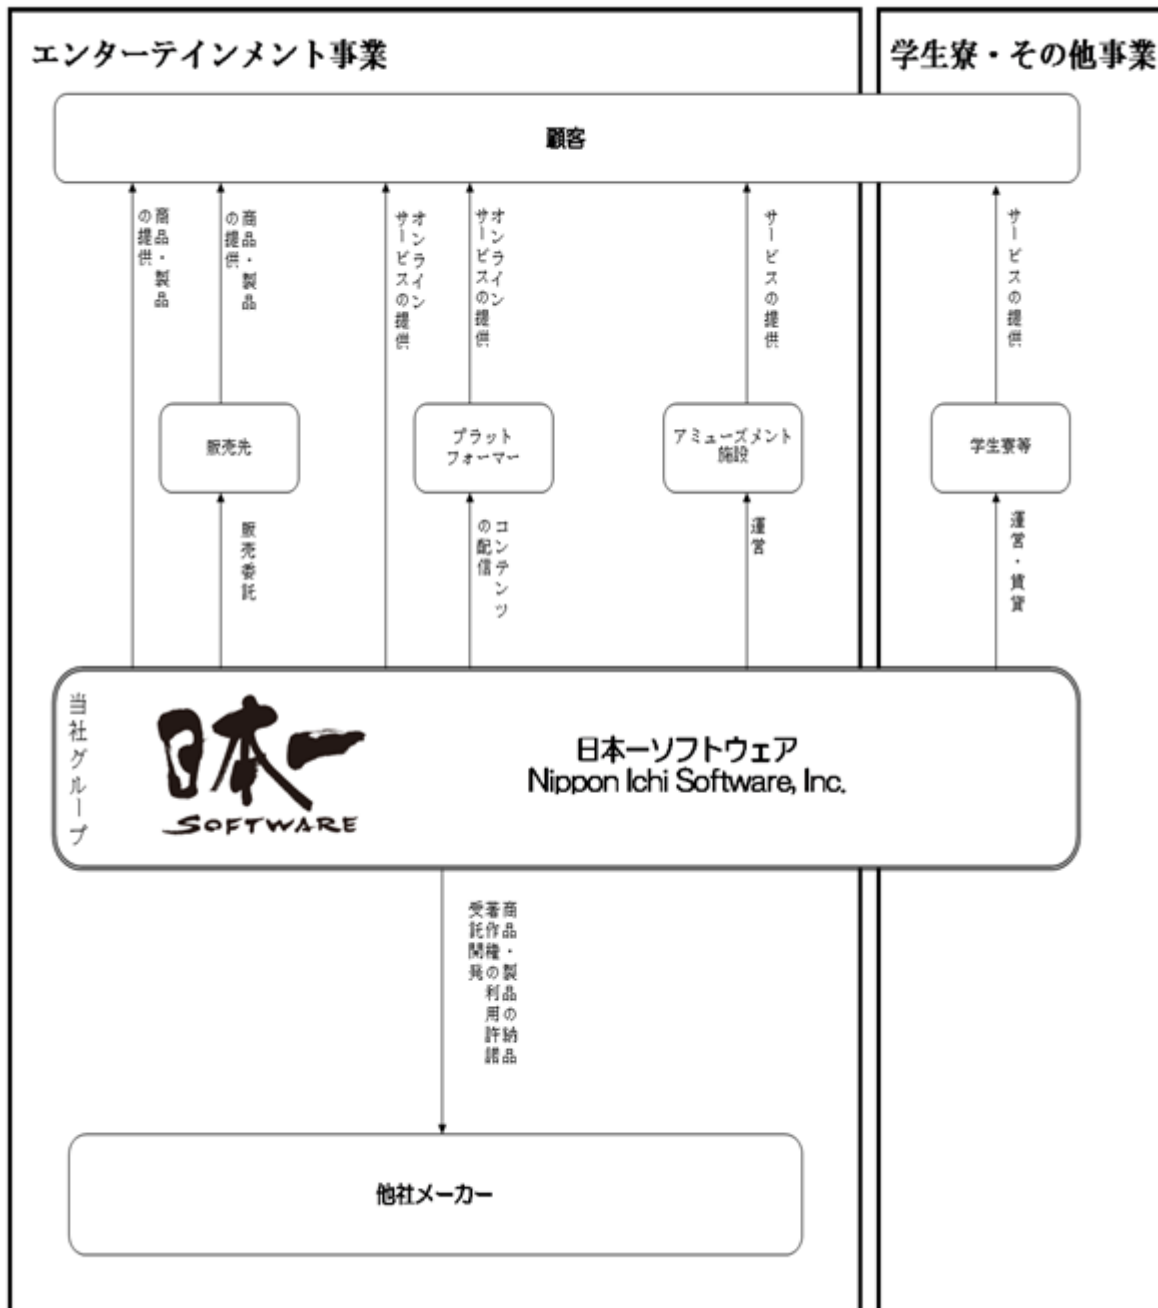 エンターテインメント事業
学生寮・その他事業
顧客
商品・製品
の提供
商品・製品
の提供
オンライン
サービスの提供
オンライン
サービスの提供
サービスの提供
サービスの提供
販売先
プラット
フォーマー
アミューズメント
施設
学生寮等
販売委託
コンテンツ
の配信
運営
運営・賃貸
当社グループ
日本一
SOFTWARE
日本一ソフトウェア
Nippon Ichi Software, Inc.
商品・製品の納品
著作権の利用許諾
受託開発
他社メーカー